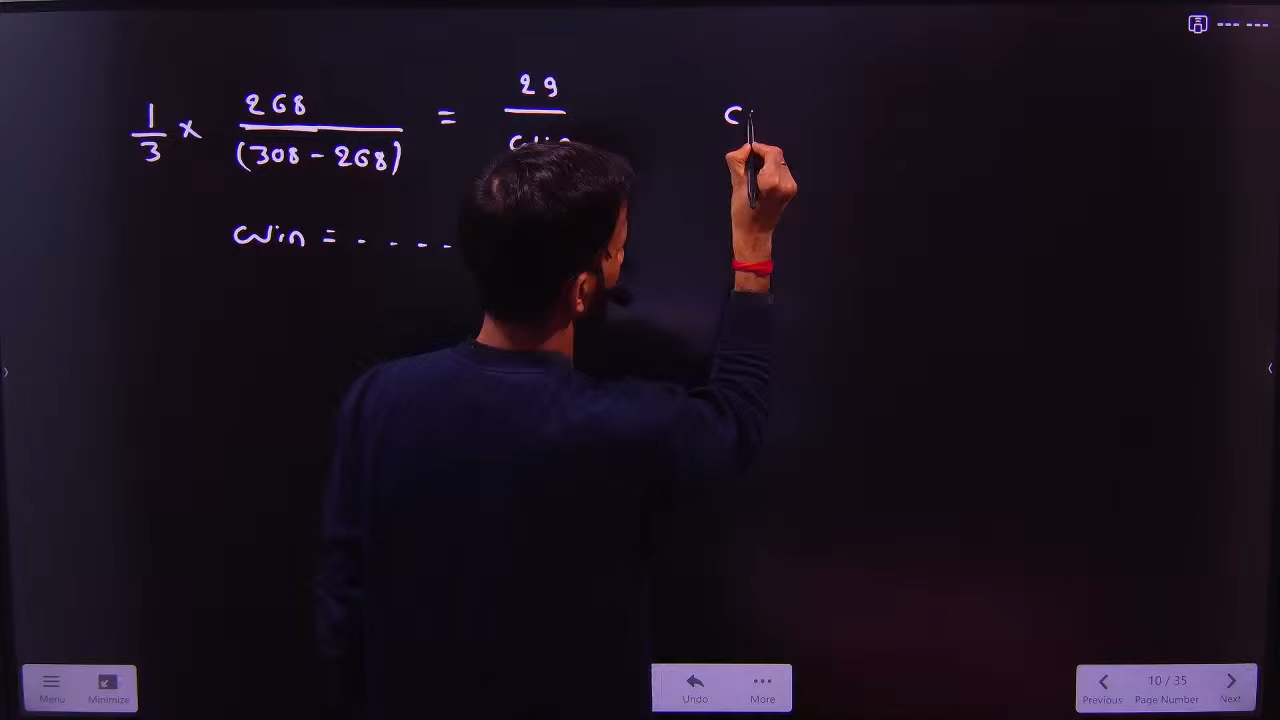 1/3 × 268/(308 - 268) = 29/
Win = - - - -
C
Menu
Minimize
Undo
More
Previous
10 / 35
Page Number
Next